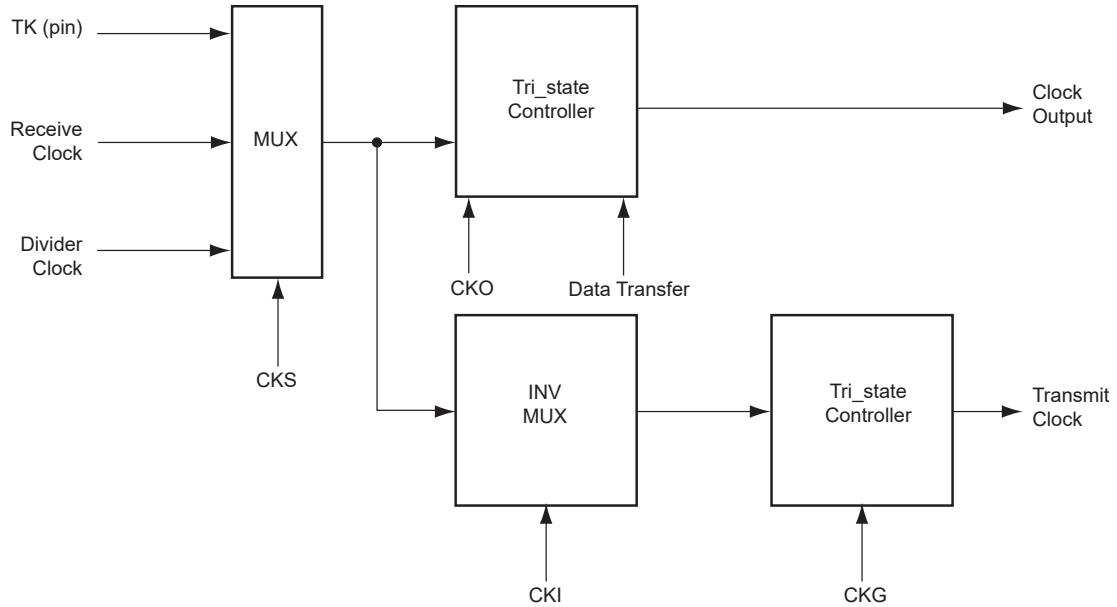 TK (pin)
Receive
Clock
Divider
Clock
MUX
CKS
Tri_state
Controller
CKO
Data Transfer
Clock
Output
INV
MUX
CKI
Tri_state
Controller
CKG
Transmit
Clock